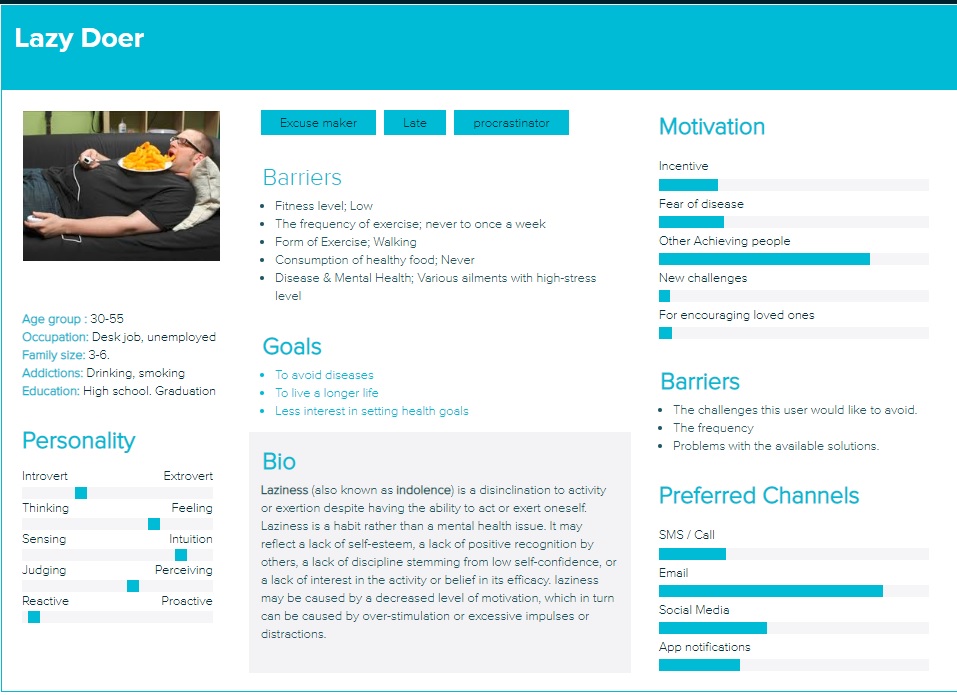 Lazy Doer
Excuse maker
Late
procrastinator
Age group : 30-55
Occupation: Desk job, unemployed
Family size: 3-6.
Addictions: Drinking, smoking
Education: High school. Graduation
Personality
Introvert Extrovert
Thinking Feeling
Sensing Intuition
Judging Perceiving
Reactive Proactive
Barriers
Fitness level; Low
The frequency of exercise; never to once a week
Form of Exercise; Walking
Consumption of healthy food; Never
Disease & Mental Health; Various ailments with high-stress
level
Goals
To avoid diseases
To live a longer life
Less interest in setting health goals
Bio
Laziness (also known as indolence) is a disinclination to activity
or exertion despite having the ability to act or exert oneself.
Laziness is a habit rather than a mental health issue. It may
reflect a lack of self-esteem, a lack of positive recognition by
others, a lack of discipline stemming from low self-confidence, or
a lack of interest in the activity or belief in its efficacy. laziness
may be caused by a decreased level of motivation, which in turn
can be caused by over-stimulation or excessive impulses or
distractions.
Motivation
Incentive
Fear of disease
Other Achieving people
New challenges
For encouraging loved ones
Barriers
The challenges this user would like to avoid.
The frequency
Problems with the available solutions.
Preferred Channels
SMS / Call
Email
Social Media
App notifications